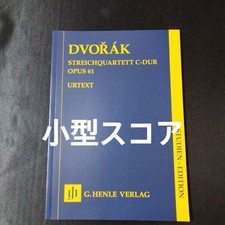 DVOŘÁK
STREICHQUARTETT C-DUR
OPUS 61
URTEXT
小型スコア
STUDIEN-EDITION
G. HENLE VERLAG